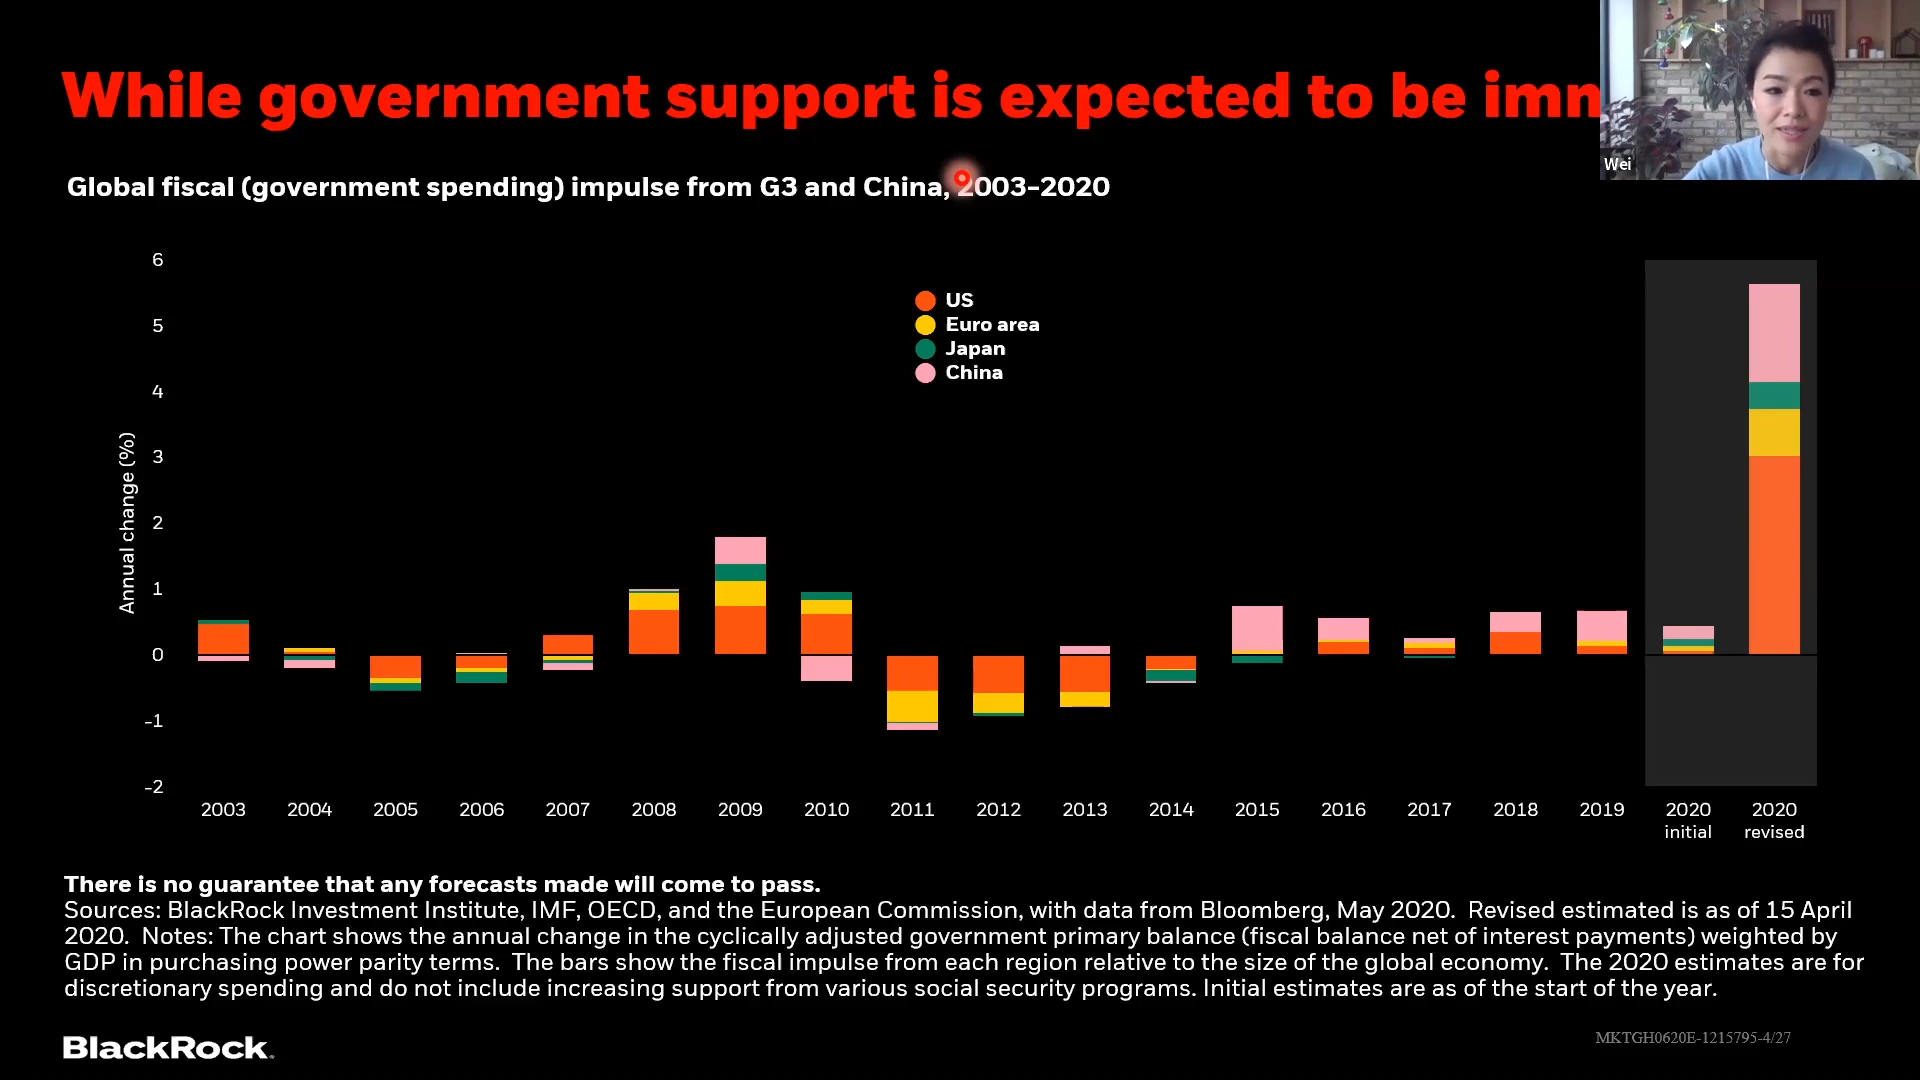 While government support is expected to be
Wei
Global fiscal (government spending) impulse from G3 and China, 2003-2020
6
5
4
3
2
1
0
-1
-2
Annual change (%)
US
Euro area
Japan
China
2003 2004 2005 2006 2007 2008 2009 2010 2011 2012 2013 2014 2015 2016 2017 2018 2019 2020 2020
initial revised
There is no guarantee that any forecasts made will come to pass.
Sources: BlackRock Investment Institute, IMF, OECD, and the European Commission, with data from Bloomberg, May 2020. Revised estimated is as of 15 April
2020. Notes: The chart shows the annual change in the cyclically adjusted government primary balance (fiscal balance net of interest payments) weighted by
GDP in purchasing power parity terms. The bars show the fiscal impulse from each region relative to the size of the global economy. The 2020 estimates are for
discretionary spending and do not include increasing support from various social security programs. Initial estimates are as of the start of the year.
BlackRock.
MKTGH0620E-1215795-4/27